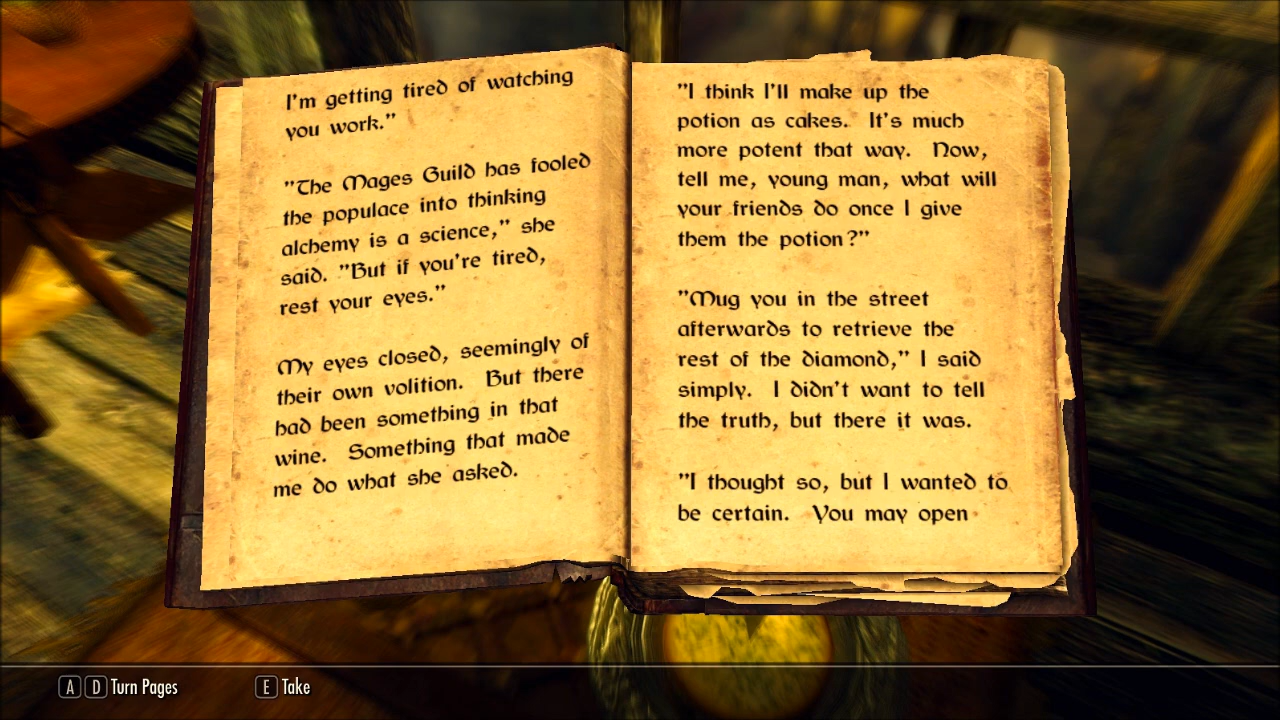 I'm getting tired of watching
you work."
"The Mages Guild has fooled
the populace into thinking
alchemy is a science," she
said. "But if you're tired,
rest your eyes."
My eyes closed, seemingly of
their own volition. But there
had been something in that
wine. Something that made
me do what she asked.
"I think I'll make up the
potion as cakes. It's much
more potent that way. Now,
tell me, young man, what will
your friends do once I give
them the potion?"
"Mug you in the street
afterwards to retrieve the
rest of the diamond," I said
simply. I didn't want to tell
the truth, but there it was.
"I thought so, but I wanted to
be certain. You may open
A D Turn Pages E Take